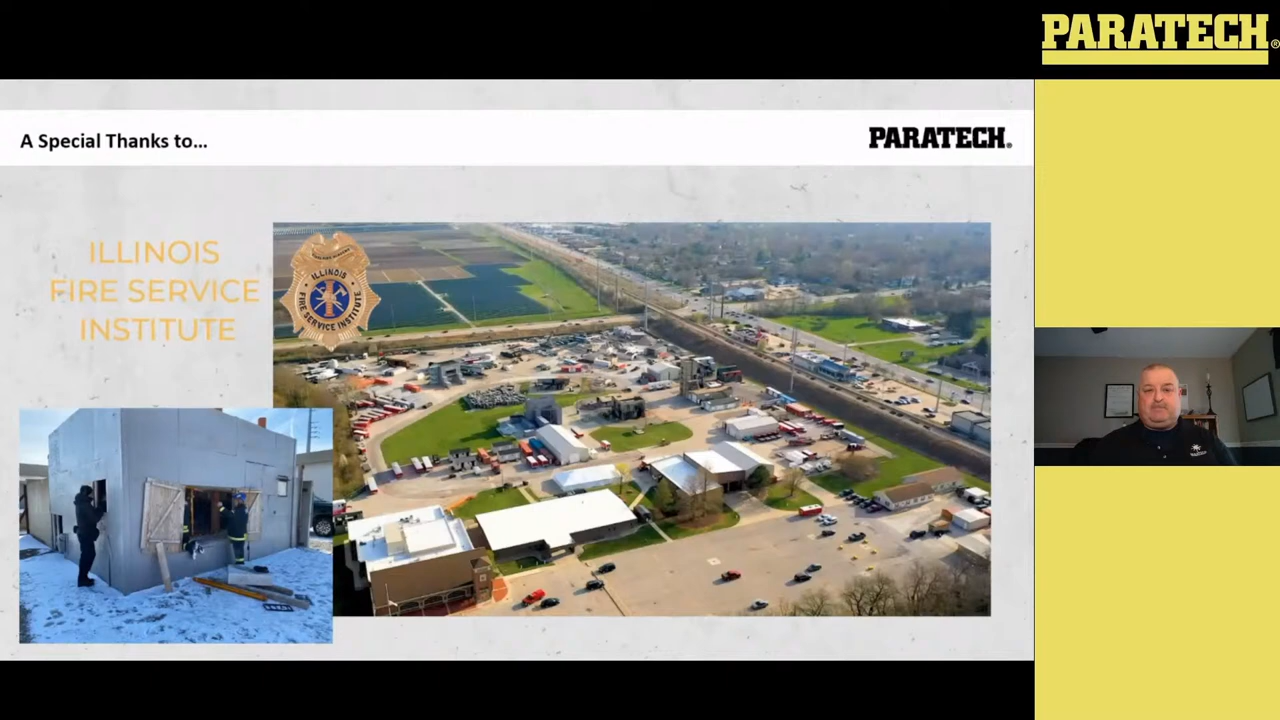 PARATECH®
A Special Thanks to...
PARATECH®
ILLINOIS
FIRE SERVICE
INSTITUTE
ILLINOIS
FIRE SERVICE INSTITUTE